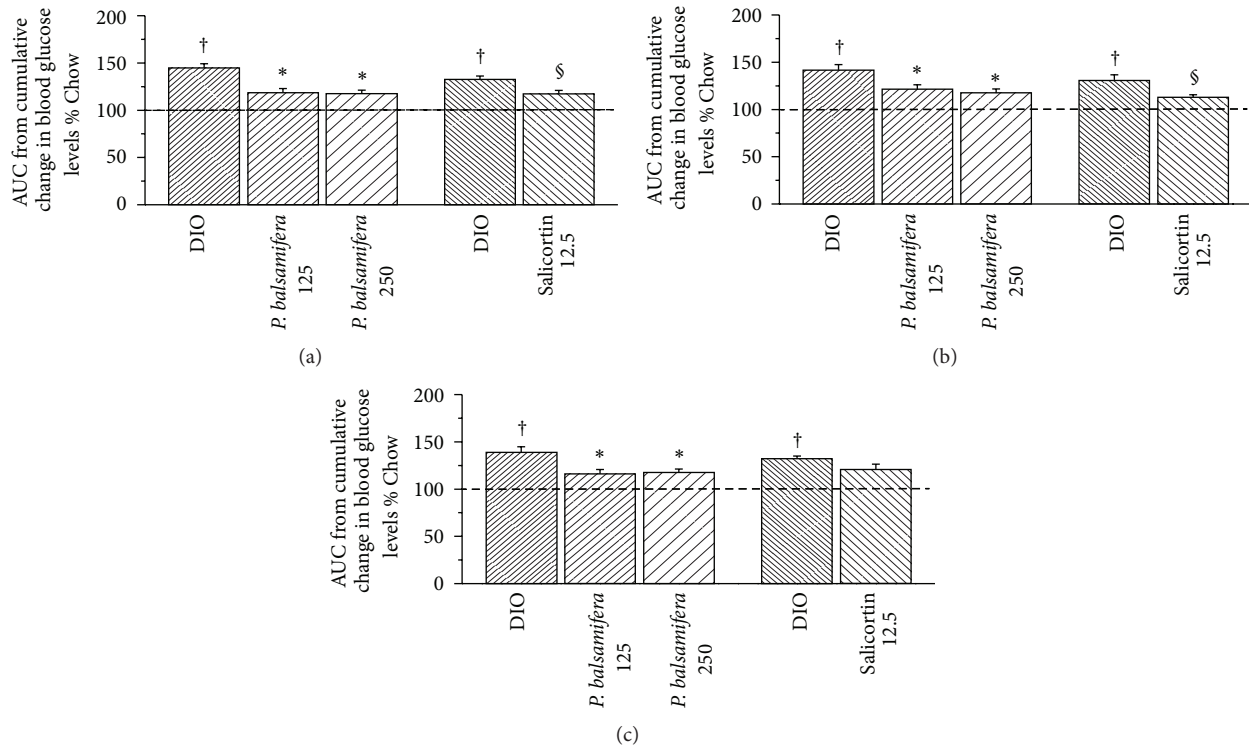 AUC from cumulative
change in blood glucose
levels % Chow
200
150
100
50
0
†
*
*
†
§
DIO
P. balsamifera
125
P. balsamifera
250
DIO
Salicortin
12.5
(a)
AUC from cumulative
change in blood glucose
levels % Chow
200
150
100
50
0
†
*
*
†
§
DIO
P. balsamifera
125
P. balsamifera
250
DIO
Salicortin
12.5
(b)
AUC from cumulative
change in blood glucose
levels % Chow
200
150
100
50
0
†
*
*
†
DIO
P. balsamifera
125
P. balsamifera
250
DIO
Salicortin
12.5
(c)